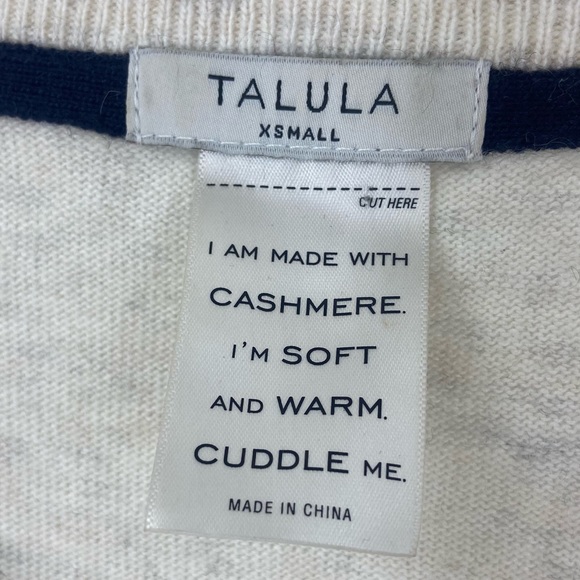 TALULA
XSMALL
CUT HERE
I AM MADE WITH
CASHMERE.
I'M SOFT
AND WARM.
CUDDLE ME.
MADE IN CHINA